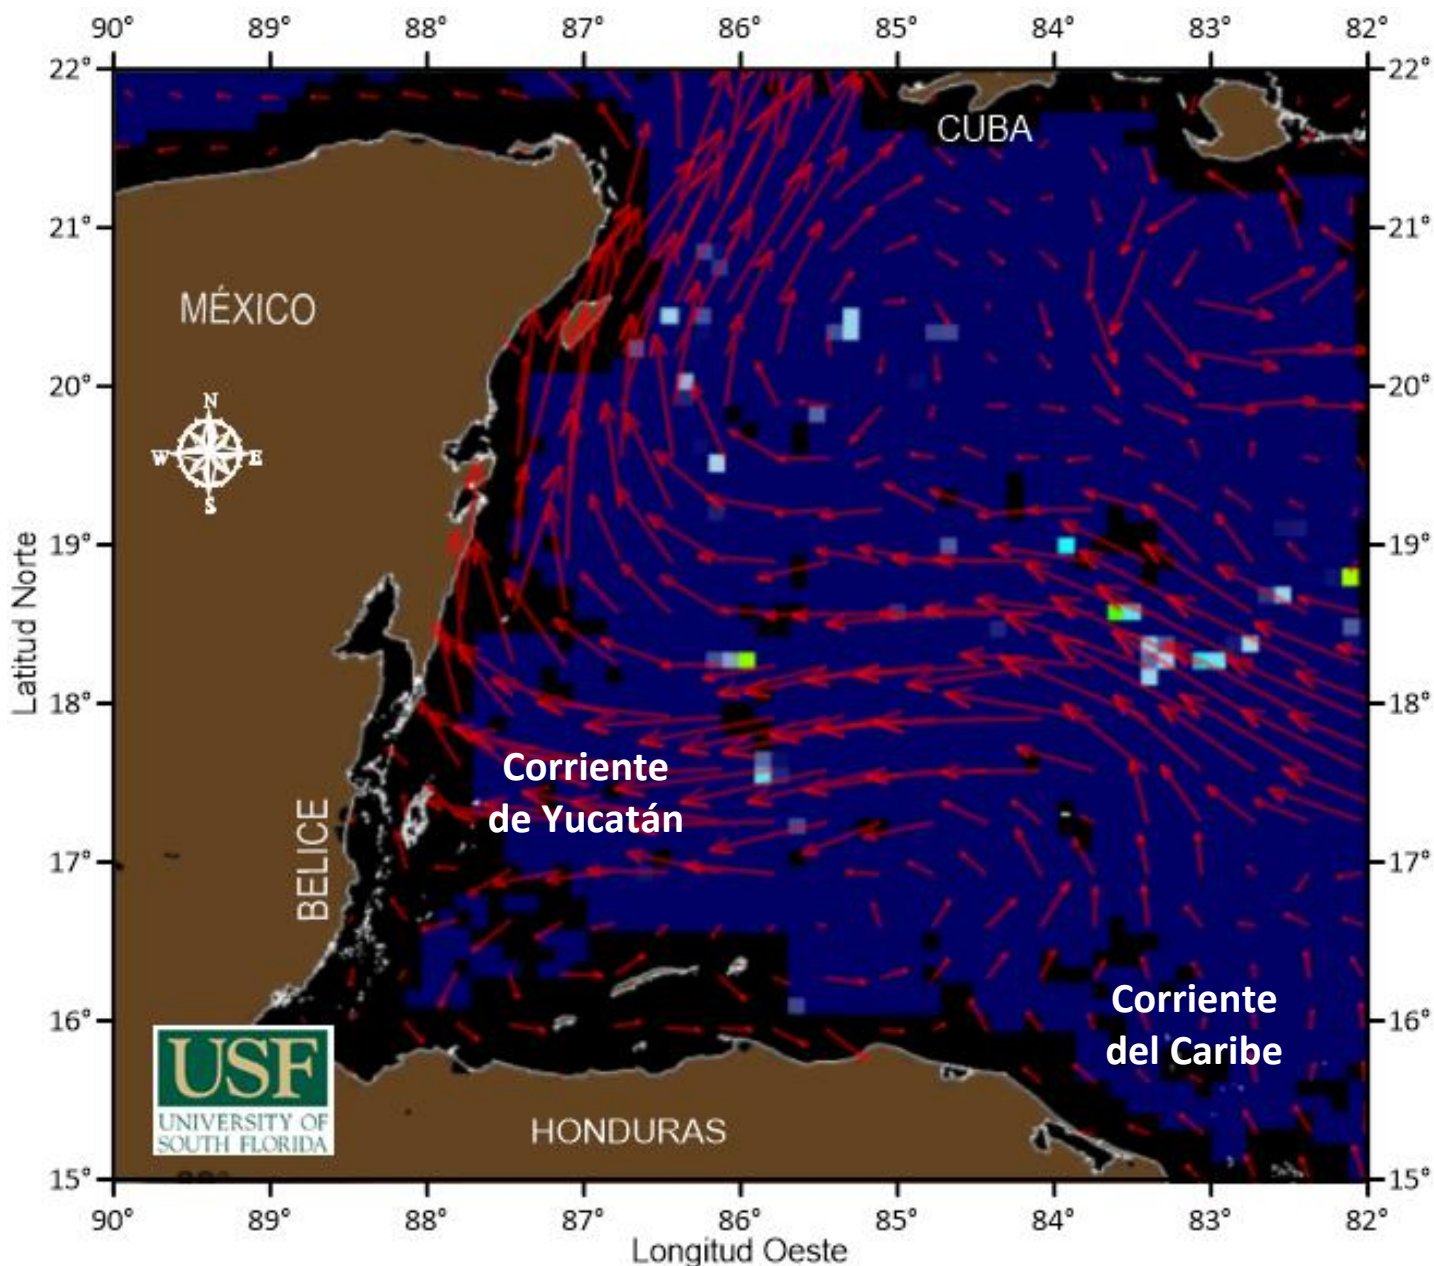 90° 89° 88° 87° 86° 85° 84° 83° 82°
22° 22°
CUBA
21° 21°
MÉXICO
20° 20°
N
W E
S
19° 19°
Latitud Norte
18° 18°
Corriente
de Yucatán
BELICE
17° 17°
Corriente
del Caribe
16° 16°
USF
UNIVERSITY OF
SOUTH FLORIDA
HONDURAS
15° 15°
90° 89° 88° 87° 86° 85° 84° 83° 82°
Longitud Oeste